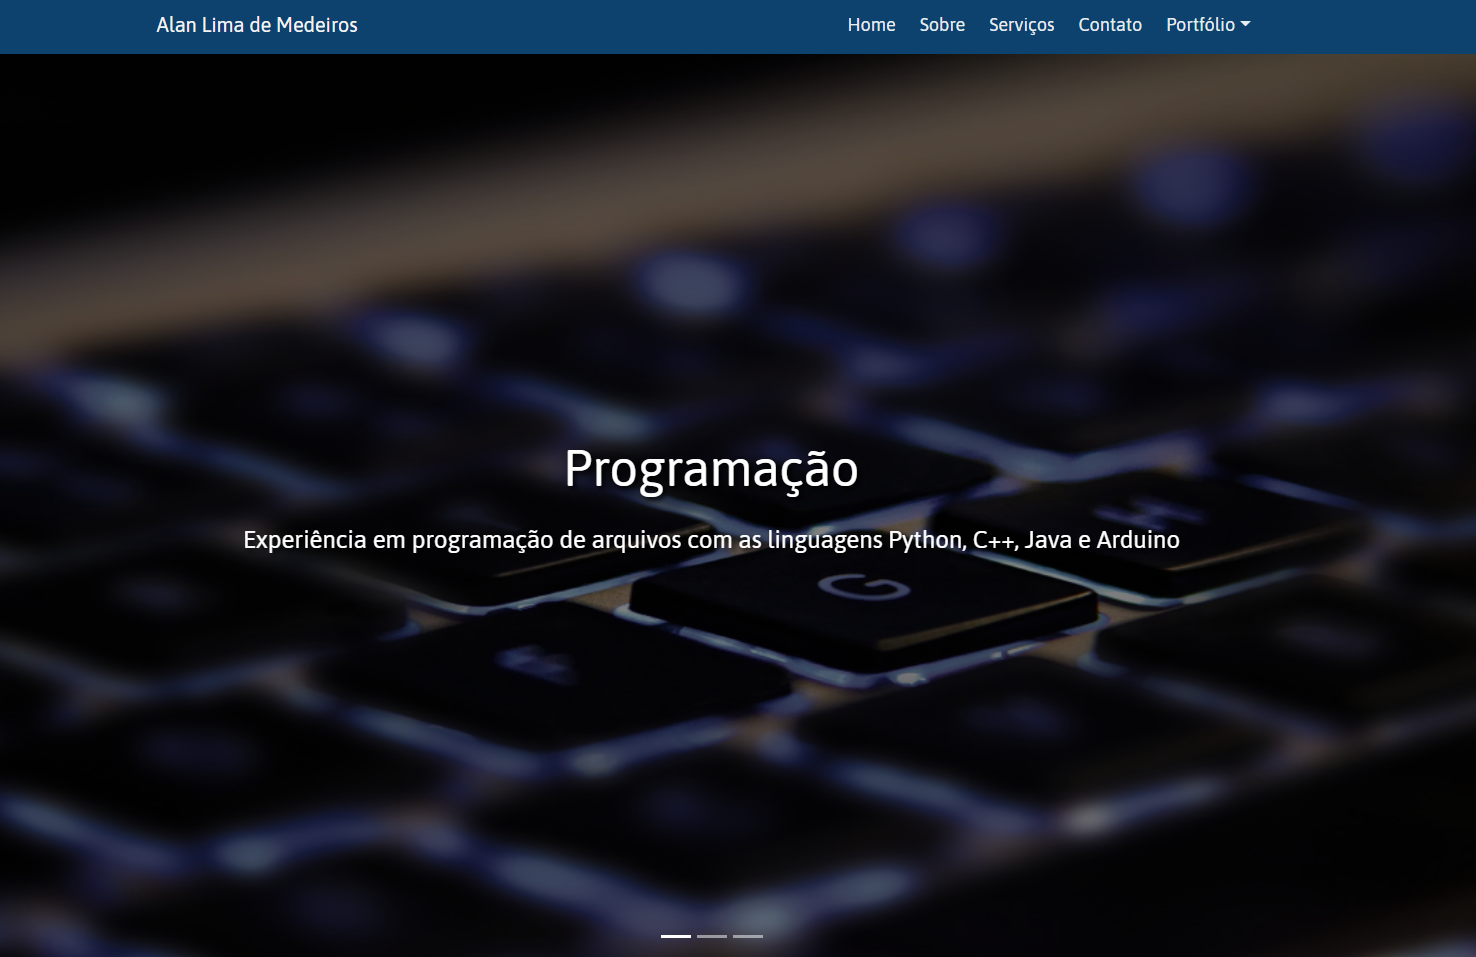 Alan Lima de Medeiros
Home Sobre Serviços Contato Portfólio
Programação
Experiência em programação de arquivos com as linguagens Python, C++, Java e Arduino
G
H